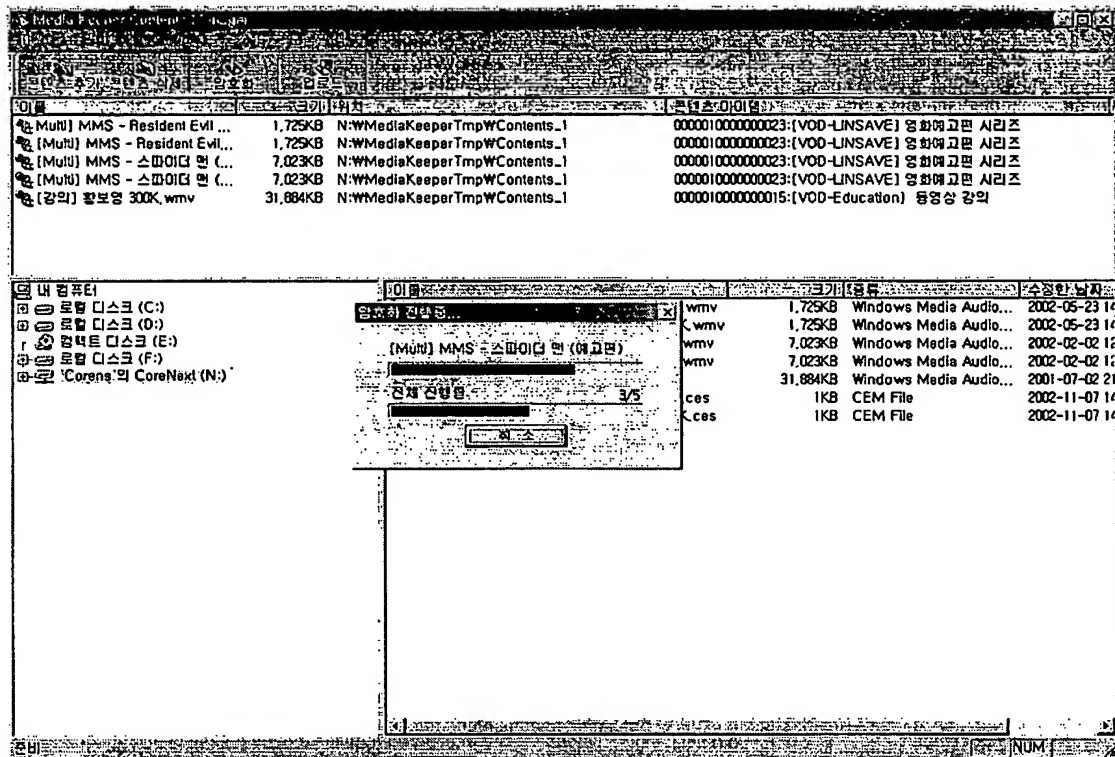 Media Keeper Content Manager
암호화
이름 크기 위치 콘텐츠 아이템
Multi] MMS - Resident Evil ... 1,725KB N:₩MediaKeeperTmp₩Contents_1 0000010000000023:[VOD-LINSAVE] 영화예고편 시리즈
[Multi] MMS - Resident Evil... 1,725KB N:₩MediaKeeperTmp₩Contents_1 0000010000000023:[VOD-LINSAVE] 영화예고편 시리즈
[Multi] MMS - 스파이더 맨 (... 7,023KB N:₩MediaKeeperTmp₩Contents_1 0000010000000023:[VOD-LINSAVE] 영화예고편 시리즈
[Multi] MMS - 스파이더 맨 (... 7,023KB N:₩MediaKeeperTmp₩Contents_1 0000010000000023:[VOD-LINSAVE] 영화예고편 시리즈
[강의] 황보영 300K.wmv 31,884KB N:₩MediaKeeperTmp₩Contents_1 0000010000000015:[VOD-Education] 동영상 강의
내 컴퓨터
로컬 디스크 (C:)
로컬 디스크 (D:)
컴팩트 디스크 (E:)
로컬 디스크 (F:)
'Corens'의 CoreNext (N:)
이름 크기 종류 수정한 날짜
wmv 1,725KB Windows Media Audio... 2002-05-23 14
.wmv 1,725KB Windows Media Audio... 2002-05-23 14
wmv 7,023KB Windows Media Audio... 2002-02-02 12
wmv 7,023KB Windows Media Audio... 2002-02-02 12
31,884KB Windows Media Audio... 2001-07-02 21
.ces 1KB CEM File 2002-11-07 14
.ces 1KB CEM File 2002-11-07 14
암호화 진행중...
[Multi] MMS - 스파이더 맨 (예고편)
전체 진행률 3/5
취 소
준비 NUM